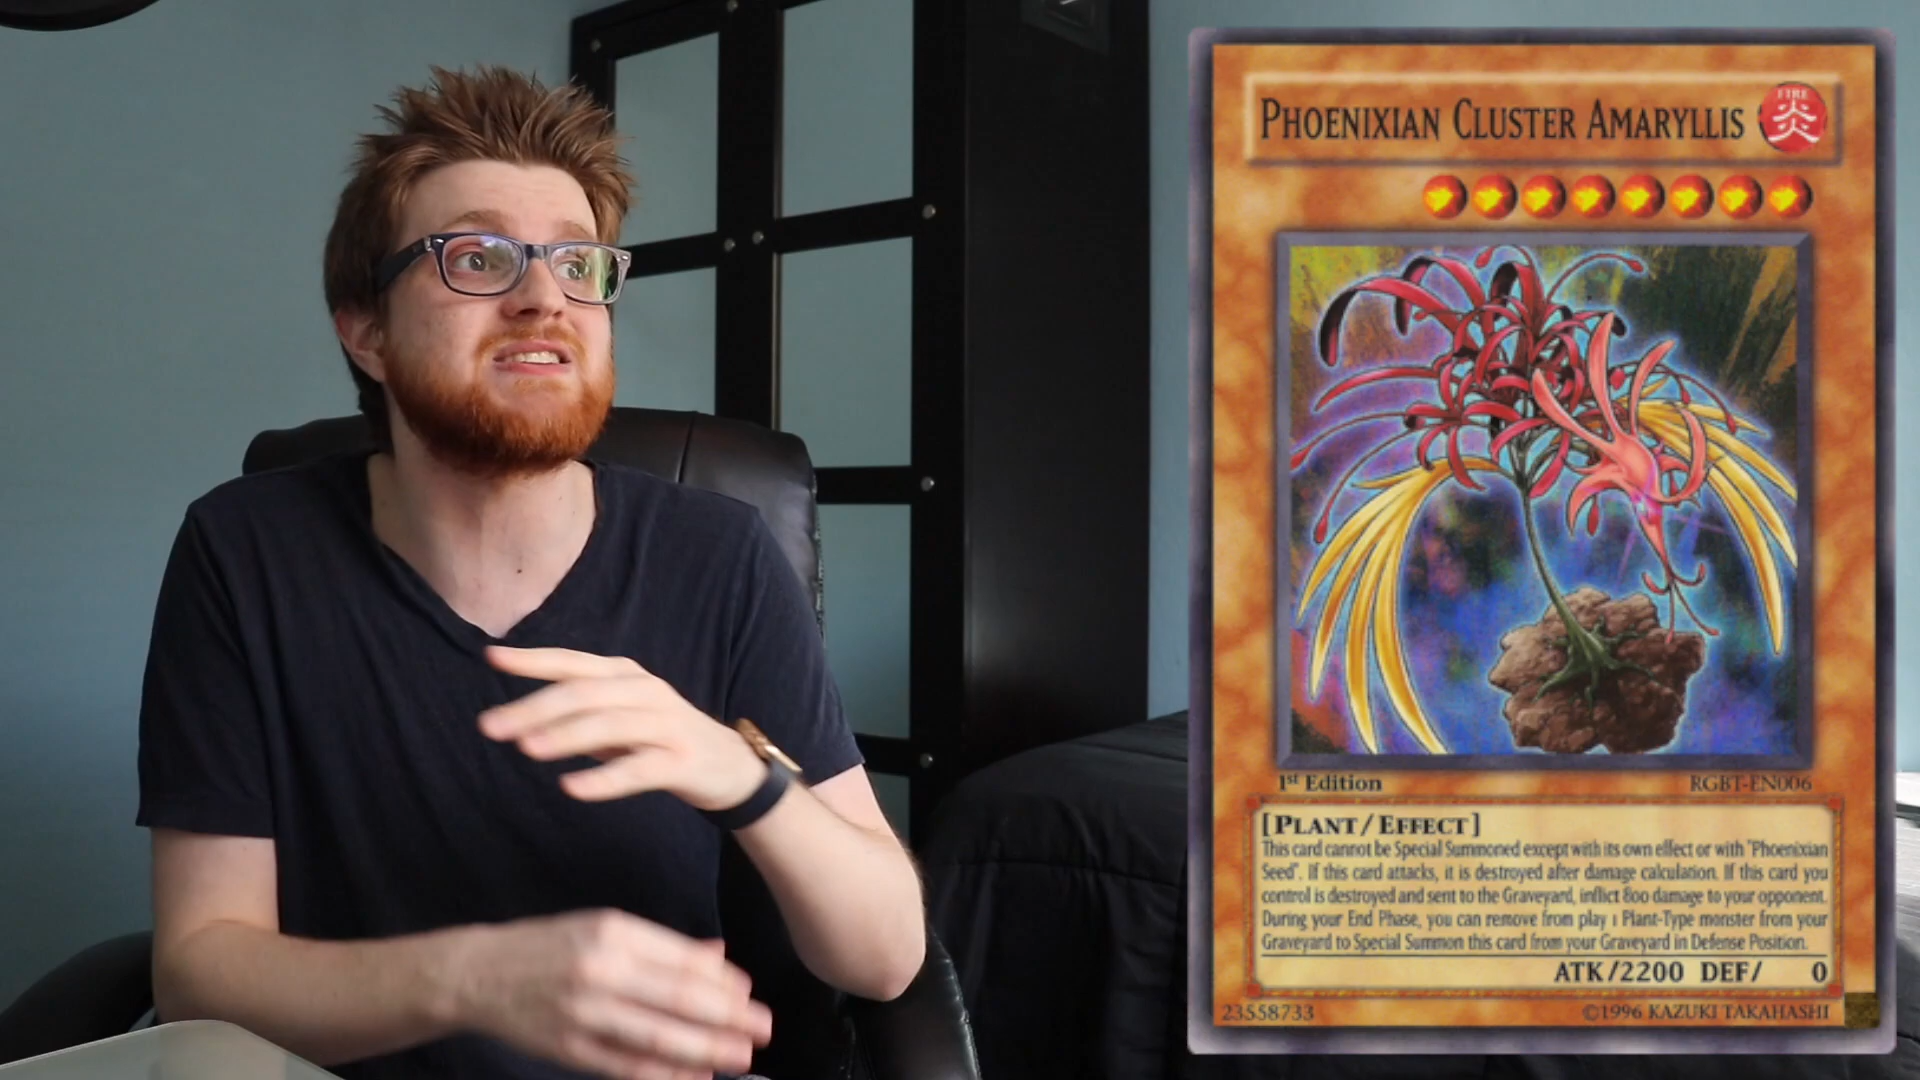 PHOENIXIAN CLUSTER AMARYLLIS
FIRE
炎
1st Edition
RGBT-EN006
[PLANT/EFFECT]
This card cannot be Special Summoned except with its own effect or with "Phoenixian
Seed". If this card attacks, it is destroyed after damage calculation. If this card you
control is destroyed and sent to the Graveyard, inflict 800 damage to your opponent.
During your End Phase, you can remove from play 1 Plant-Type monster from your
Graveyard to Special Summon this card from your Graveyard in Defense Position.
ATK/2200 DEF/ 0
23558733
©1996 KAZUKI TAKAHASHI